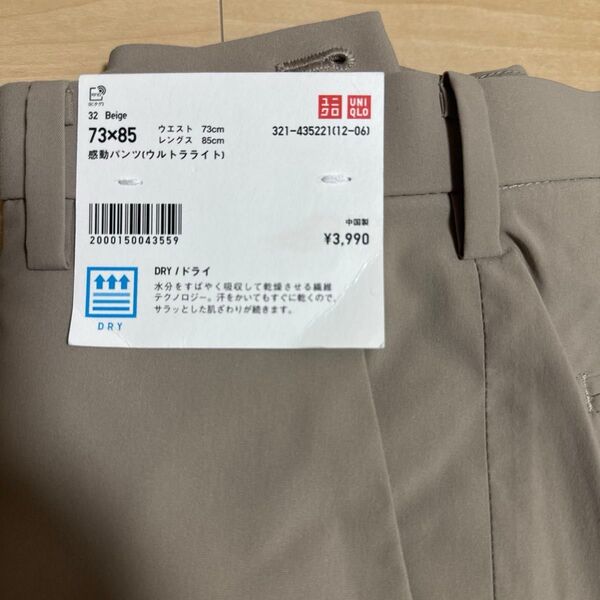 32 Beige
73×85 ウエスト 73cm
レングス 85cm
感動パンツ(ウルトラライト)
ユニクロ UNIQLO
321-435221(12-06)
2000150043559
中国製
¥3,990
DRY / ドライ
水分をすばやく吸収して乾燥させる繊維
テクノロジー。汗をかいてもすぐに乾くので、
サラッとした肌ざわりが続きます。
DRY